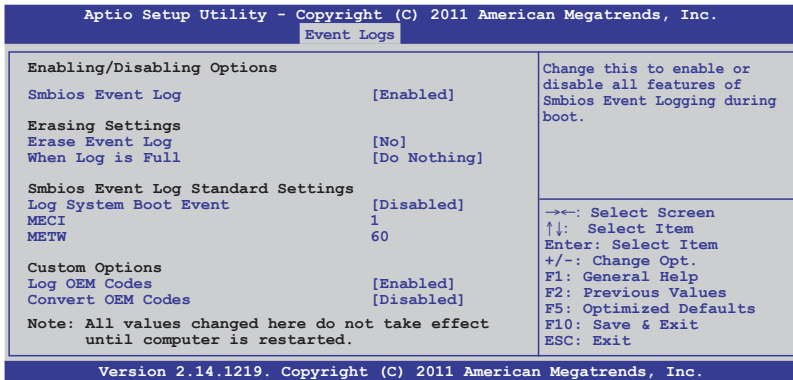 Aptio Setup Utility - Copyright (C) 2011 American Megatrends, Inc.
Event Logs
Enabling/Disabling Options
Smbios Event Log [Enabled]
Erasing Settings
Erase Event Log [No]
When Log is Full [Do Nothing]
Smbios Event Log Standard Settings
Log System Boot Event [Disabled]
MECI 1
METW 60
Custom Options
Log OEM Codes [Enabled]
Convert OEM Codes [Disabled]
Note: All values changed here do not take effect
until computer is restarted.
Change this to enable or
disable all features of
Smbios Event Logging during
boot.
→←: Select Screen
↑↓: Select Item
Enter: Select Item
+/-: Change Opt.
F1: General Help
F2: Previous Values
F5: Optimized Defaults
F10: Save & Exit
ESC: Exit
Version 2.14.1219. Copyright (C) 2011 American Megatrends, Inc.